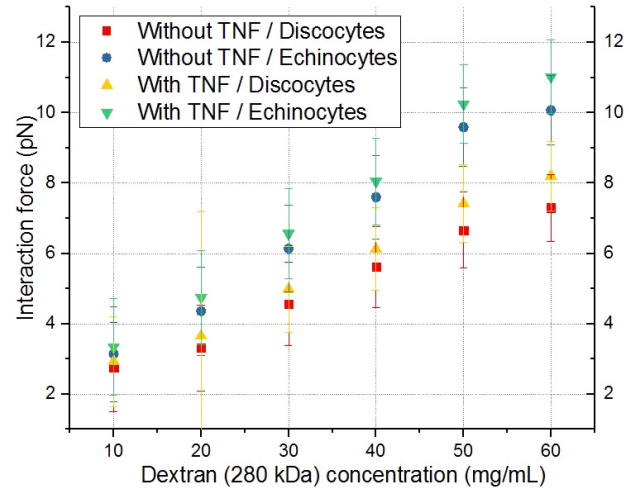 Without TNF / Discocytes
Without TNF / Echinocytes
With TNF / Discocytes
With TNF / Echinocytes
Interaction force (pN)
12 12
10 10
8 8
6 6
4 4
2 2
10 20 30 40 50 60
Dextran (280 kDa) concentration (mg/mL)